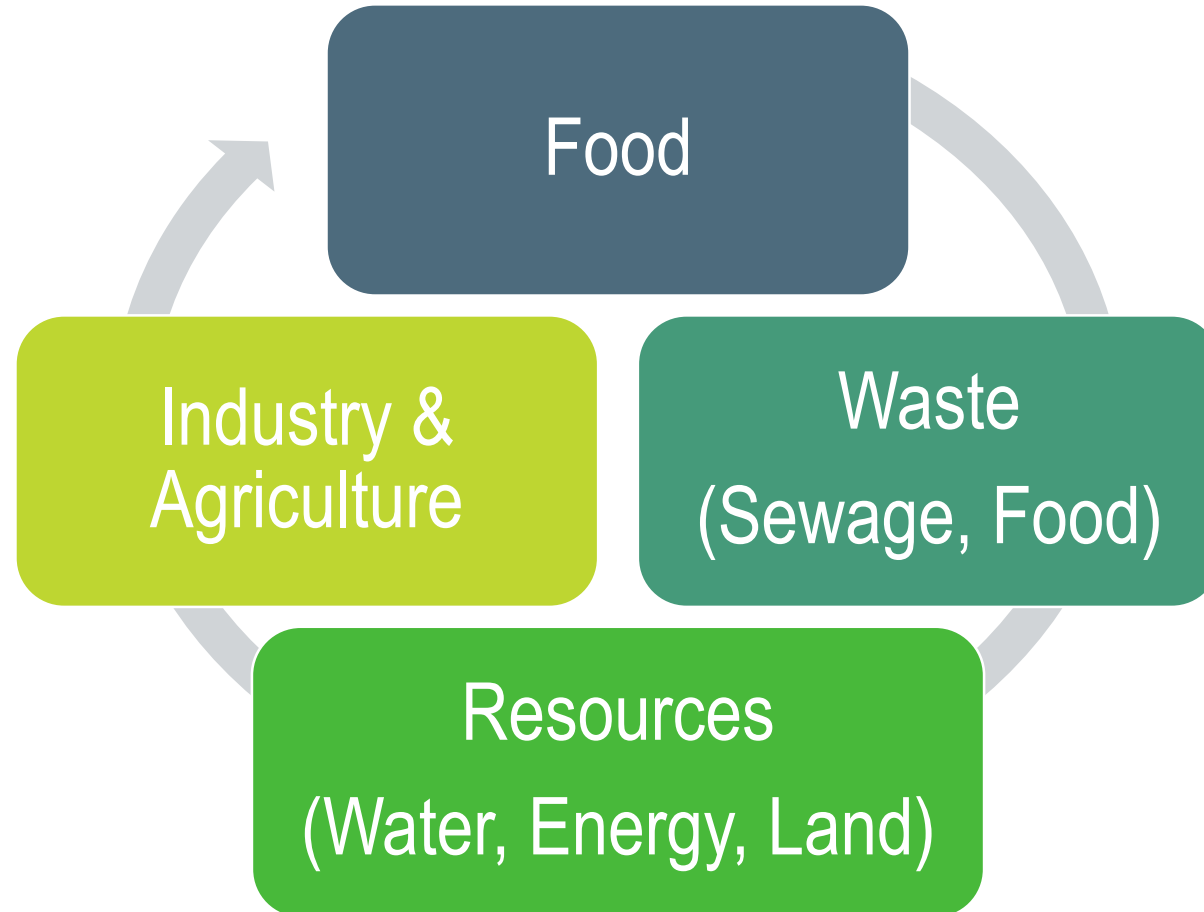 Food
Industry &
Agriculture
Waste
(Sewage, Food)
Resources
(Water, Energy, Land)